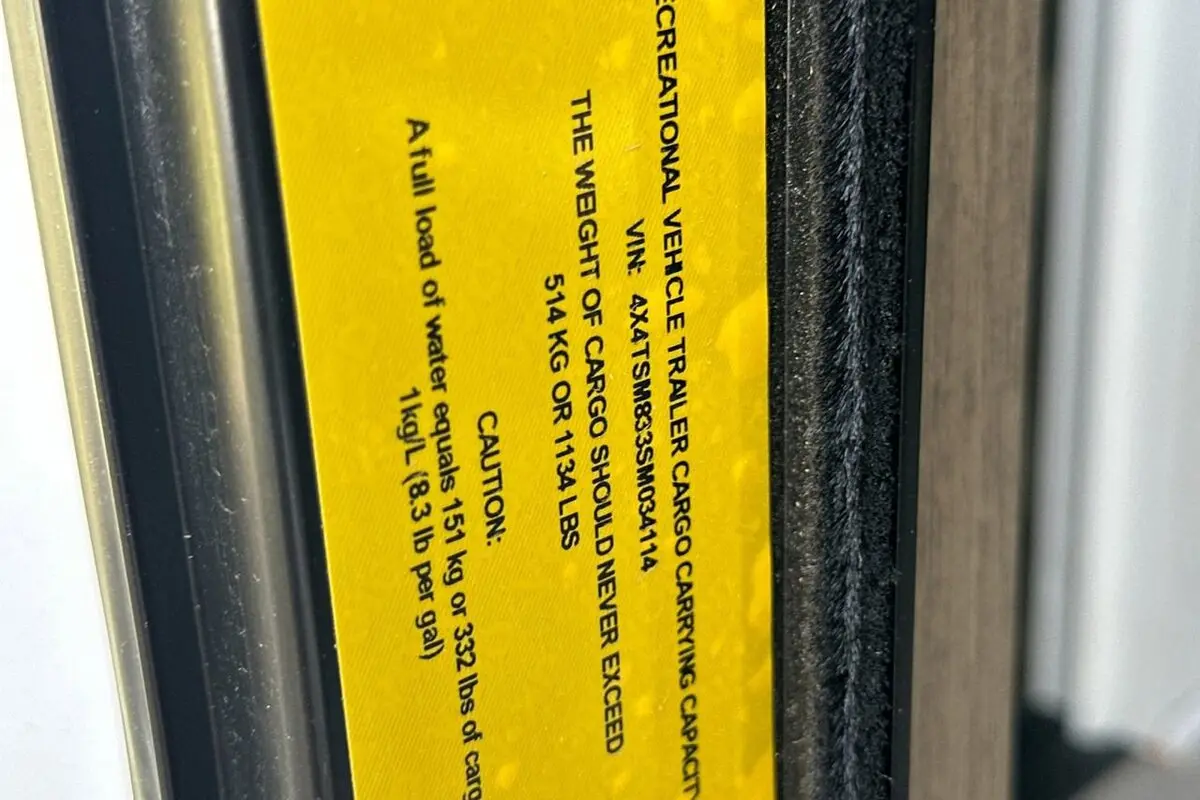 ECREATIONAL VEHICLE TRAILER CARGO CARRYING CAPACITY
VIN: 4X4TSM833SM034114
THE WEIGHT OF CARGO SHOULD NEVER EXCEED
514 KG OR 1134 LBS
CAUTION:
A full load of water equals 151 kg or 332 lbs of carg
1kg/L (8.3 lb per gal)